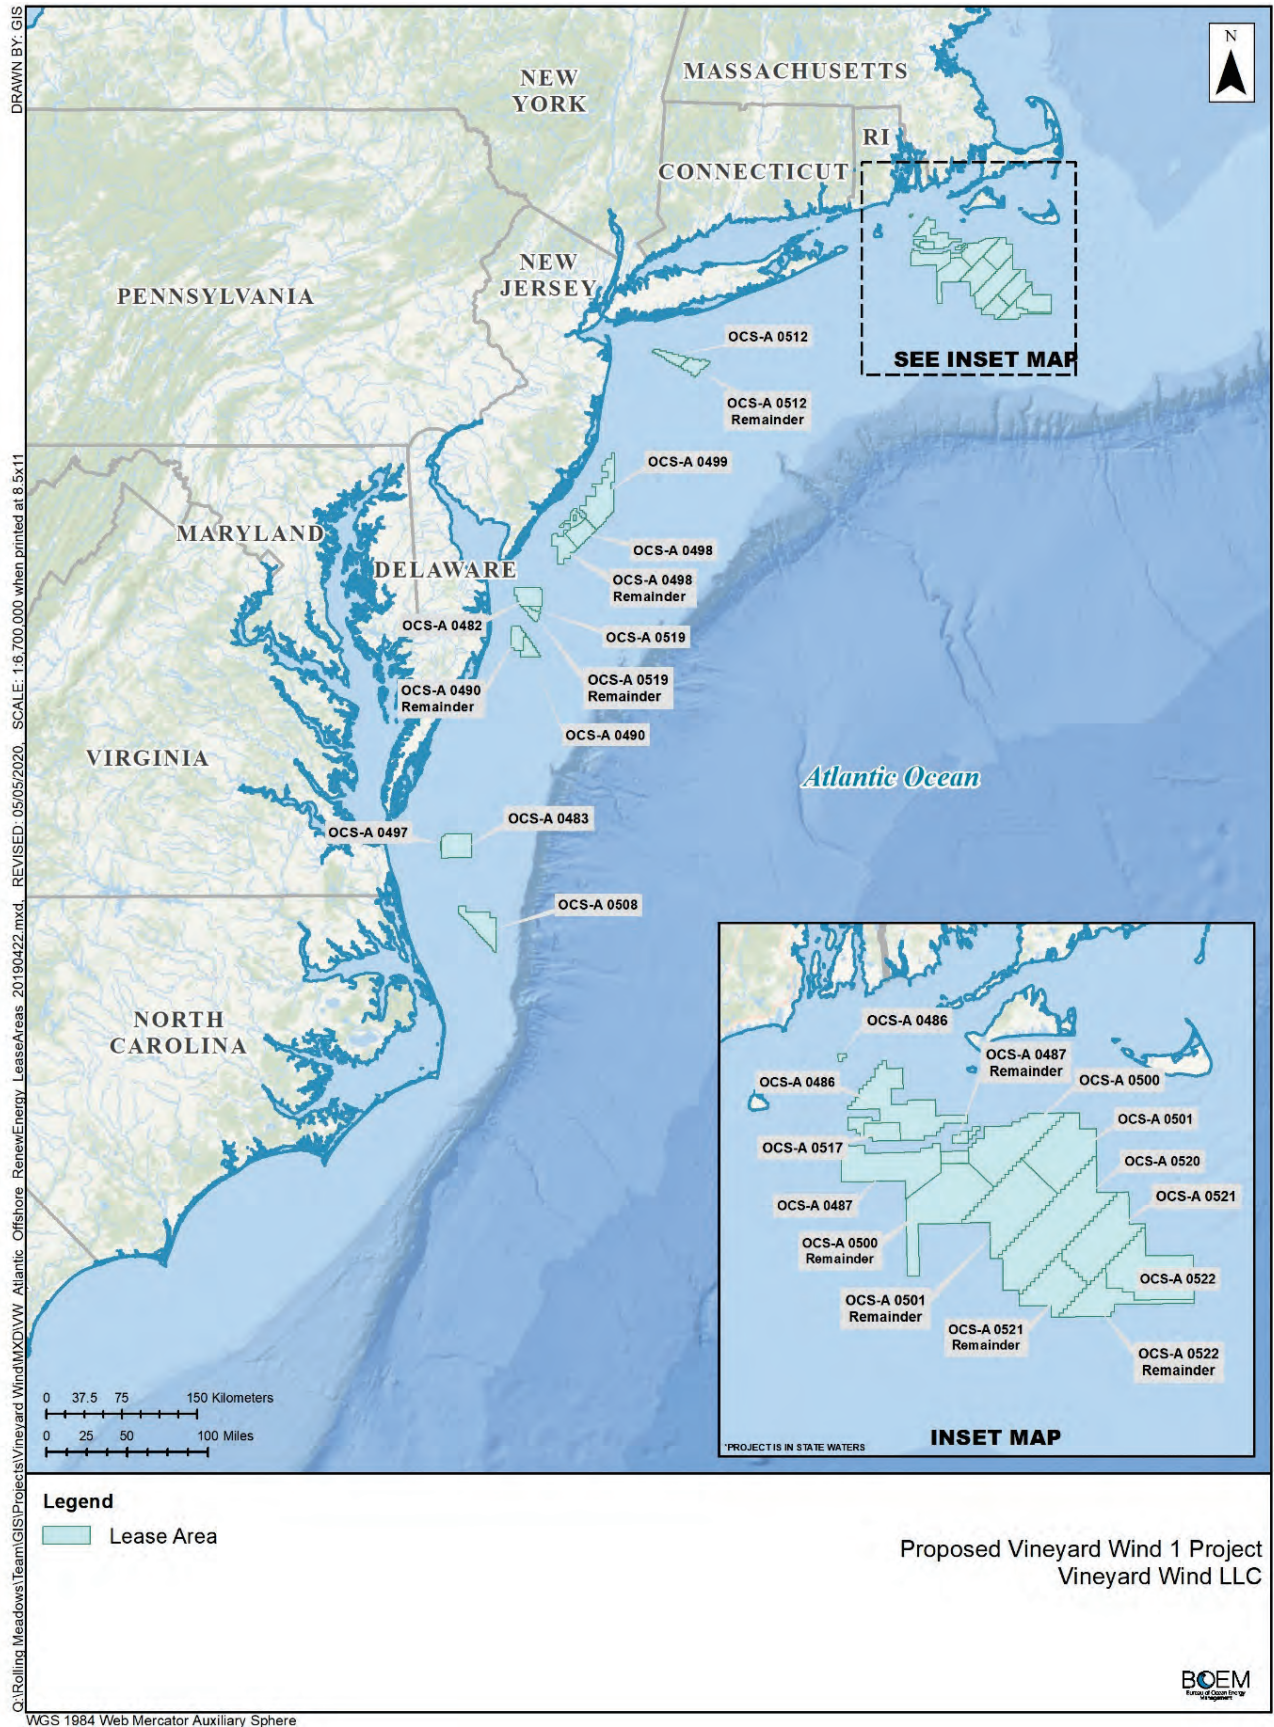 DRAWN BY: GIS
Q:\Rolling Meadows\Team\GIS\Projects\Vineyard Wind\MXD\VW Atlantic Offshore RenewEnergy LeaseAreas 20190422.mxd, REVISED: 05/05/2020, SCALE: 1:6,700,000 when printed at 8.5x11
N
NEW
YORK
MASSACHUSETTS
RI
CONNECTICUT
NEW
JERSEY
PENNSYLVANIA
SEE INSET MAP
OCS-A 0512
OCS-A 0512
Remainder
OCS-A 0499
MARYLAND
OCS-A 0498
DELAWARE
OCS-A 0498
Remainder
OCS-A 0482
OCS-A 0519
OCS-A 0519
Remainder
OCS-A 0490
Remainder
OCS-A 0490
VIRGINIA
Atlantic Ocean
OCS-A 0483
OCS-A 0497
OCS-A 0508
NORTH
CAROLINA
OCS-A 0486
OCS-A 0487
Remainder
OCS-A 0486
OCS-A 0500
OCS-A 0501
OCS-A 0517
OCS-A 0520
OCS-A 0521
OCS-A 0487
OCS-A 0500
Remainder
OCS-A 0522
OCS-A 0501
Remainder
OCS-A 0521
Remainder
OCS-A 0522
Remainder
INSET MAP
*PROJECT IS IN STATE WATERS
0 37.5 75 150 Kilometers
0 25 50 100 Miles
Legend
Lease Area
Proposed Vineyard Wind 1 Project
Vineyard Wind LLC
BOEM
Bureau of Ocean Energy
Management
WGS 1984 Web Mercator Auxiliary Sphere